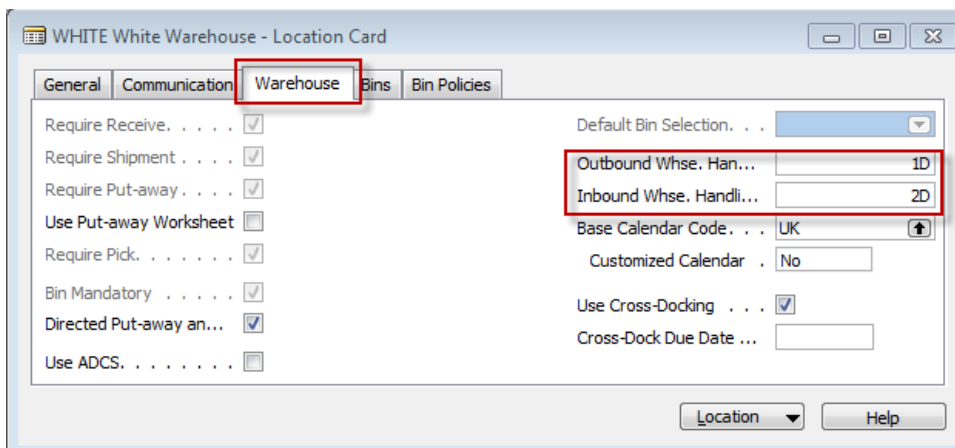 WHITE White Warehouse - Location Card
General Communication Warehouse Bins Bin Policies
Require Receive. . . . .
Require Shipment . . . .
Require Put-away . . . .
Use Put-away Worksheet
Require Pick. . . . . . .
Bin Mandatory . . . . .
Directed Put-away an...
Use ADCS. . . . . . . .
Default Bin Selection. . .
Outbound Whse. Han... 1D
Inbound Whse. Handli... 2D
Base Calendar Code. . . UK
Customized Calendar . No
Use Cross-Docking . . .
Cross-Dock Due Date ...
Location Help